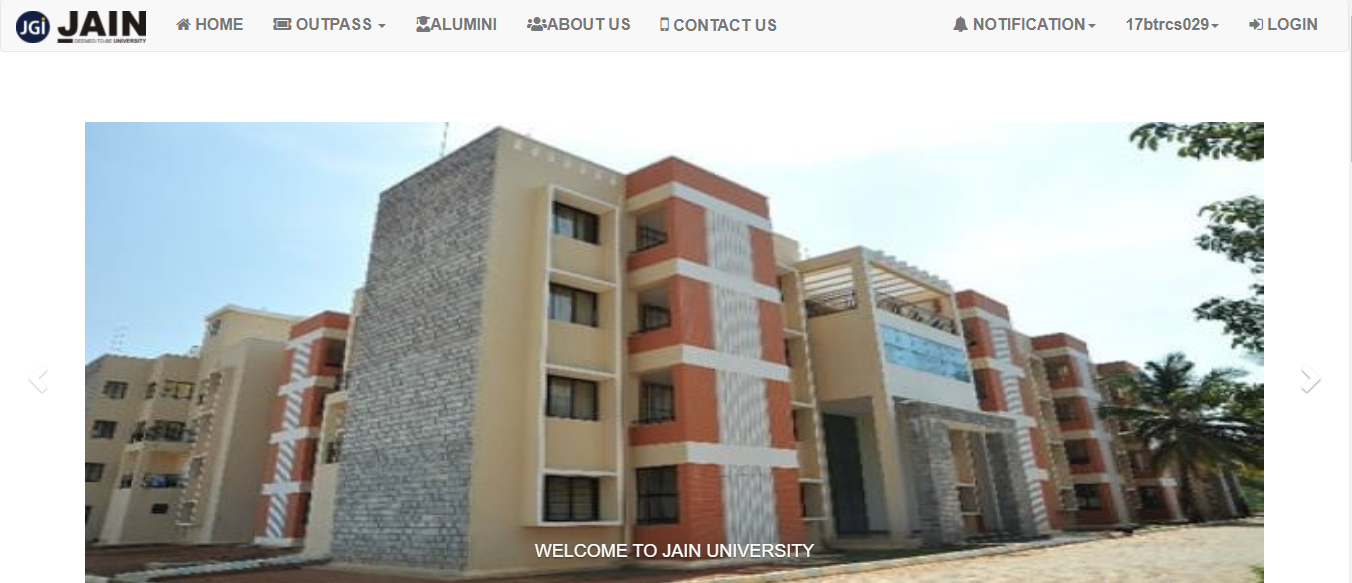 JGi JAIN
DEEMED-TO-BE UNIVERSITY
HOME OUTPASS ALUMINI ABOUT US CONTACT US NOTIFICATION 17btrcs029 LOGIN
WELCOME TO JAIN UNIVERSITY